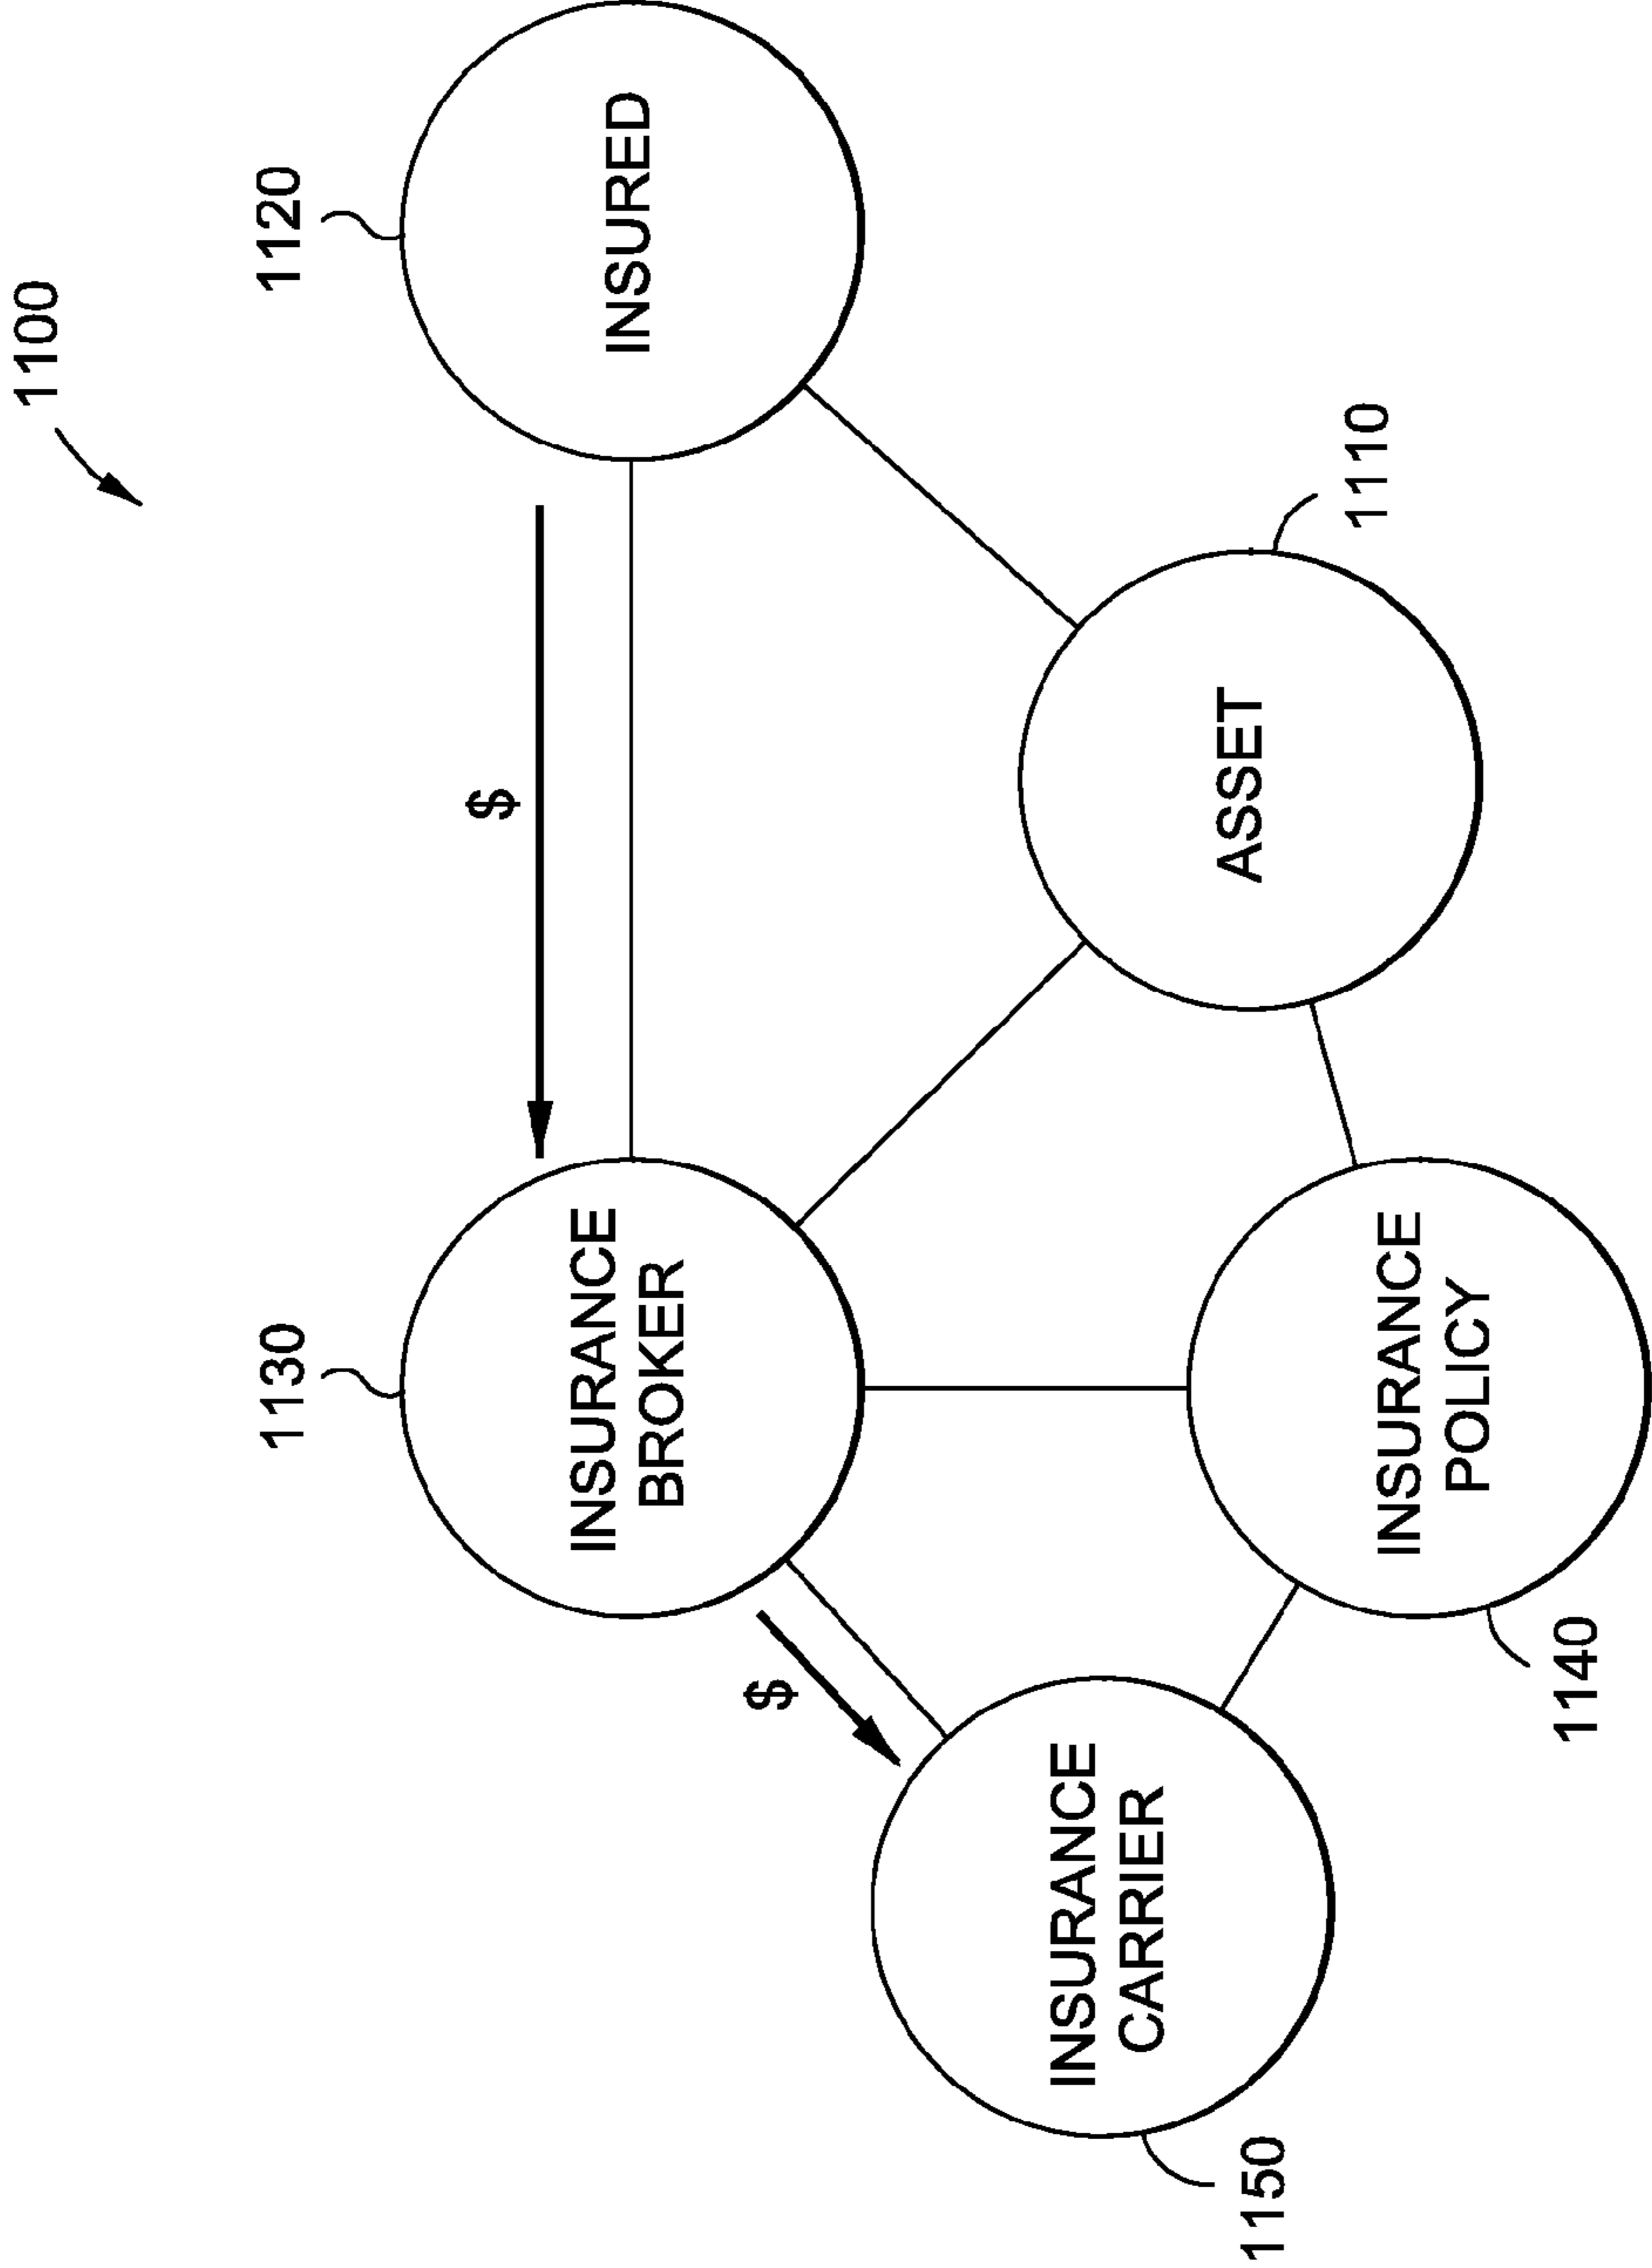 1100
1130
1120
$
INSURANCE
BROKER
INSURED
$
INSURANCE
CARRIER
ASSET
1150
1110
INSURANCE
POLICY
1140